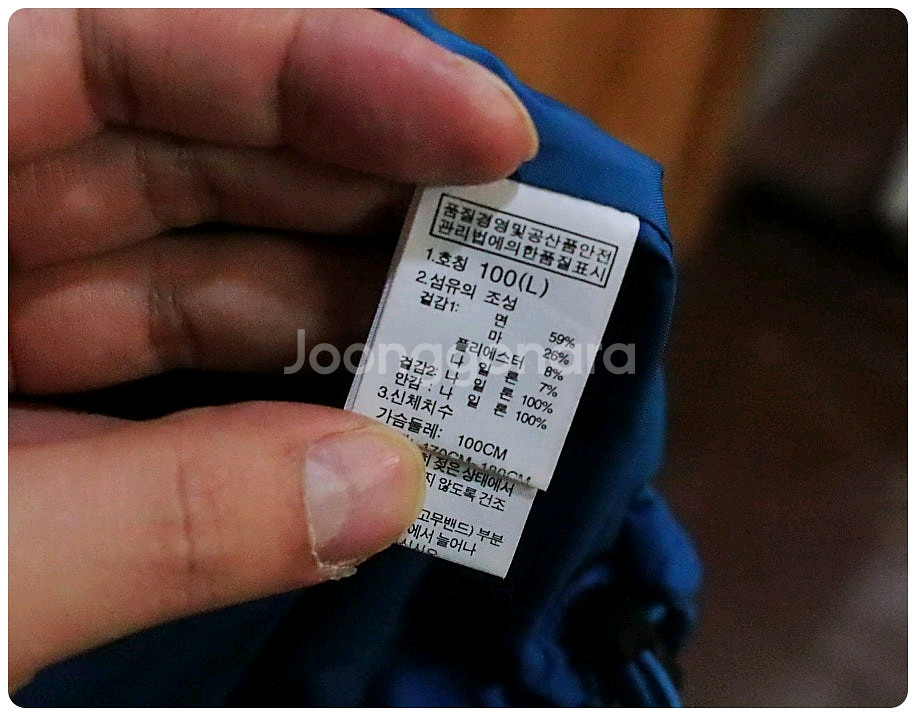 품질경영및공산품안전
관리법에의한품질표시
1.호칭 100(L)
2.섬유의 조성
겉감1:
면 59%
마 26%
폴리에스터 8%
나 일 론 7%
겉감2: 나 일 론 100%
안감 : 나 일 론 100%
3.신체치수
가슴둘레: 100CM
170CM-180CM
젖은 상태에서
않도록 건조
고무밴드) 부분
에서 늘어나
Joonggonara